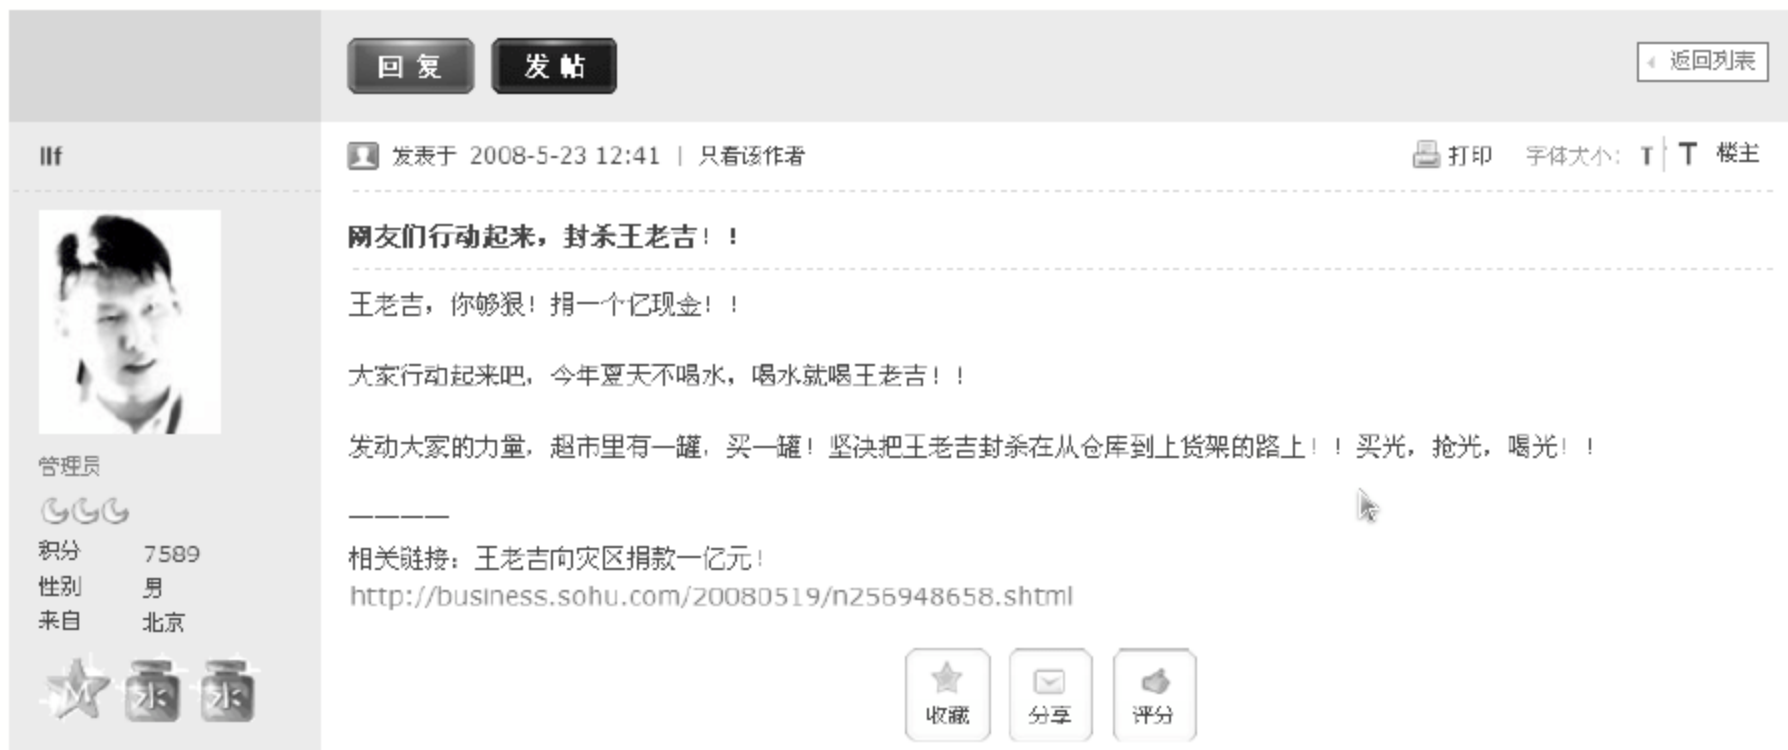 回 复
发 帖
返回列表
llf
发表于 2008-5-23 12:41 | 只看该作者
打印 字体大小: T T 楼主
网友们行动起来，封杀王老吉！！
王老吉，你够狠！捐一个亿现金！！
大家行动起来吧，今年夏天不喝水，喝水就喝王老吉！！
发动大家的力量，超市里有一罐，买一罐！坚决把王老吉封杀在从仓库到上货架的路上！！买光，抢光，喝光！！
————
相关链接：王老吉向灾区捐款一亿元！
http://business.sohu.com/20080519/n256948658.shtml
管理员
积分 7589
性别 男
来自 北京
M 水 水
收藏 分享 评分